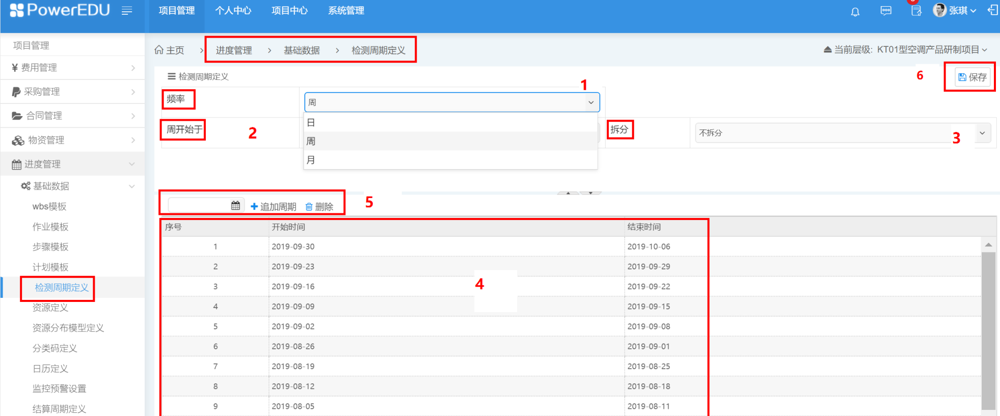 PowerEDU 项目管理 个人中心 项目中心 系统管理 张琪
项目管理
¥ 费用管理
采购管理
合同管理
物资管理
进度管理
基础数据
wbs模板
作业模板
步骤模板
计划模板
检测周期定义
资源定义
资源分布模型定义
分类码定义
日历定义
监控预警设置
结算周期定义
主页 > 进度管理 > 基础数据 > 检测周期定义
当前层级: KT01型空调产品研制项目
检测周期定义
6 保存
1
频率 周
日
周
月
周开始于 2
拆分 不拆分 3
追加周期 删除 5
序号 开始时间 结束时间
1 2019-09-30 2019-10-06
2 2019-09-23 2019-09-29
3 2019-09-16 2019-09-22
4
4 2019-09-09 2019-09-15
5 2019-09-02 2019-09-08
6 2019-08-26 2019-09-01
7 2019-08-19 2019-08-25
8 2019-08-12 2019-08-18
9 2019-08-05 2019-08-11